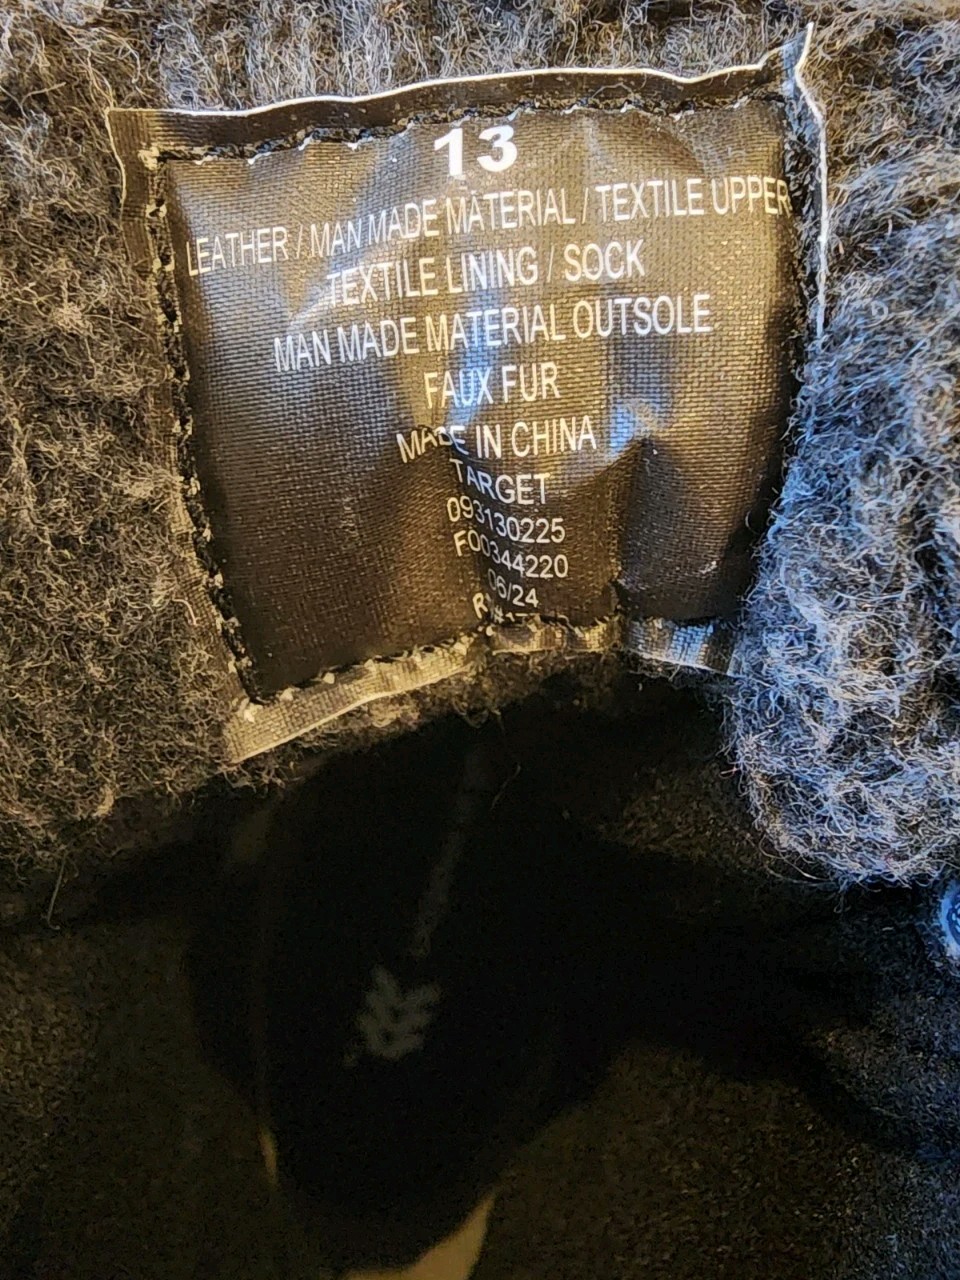 13
LEATHER / MAN MADE MATERIAL / TEXTILE UPPER
TEXTILE LINING / SOCK
MAN MADE MATERIAL OUTSOLE
FAUX FUR
MADE IN CHINA
TARGET
093130225
F00344220
06/24